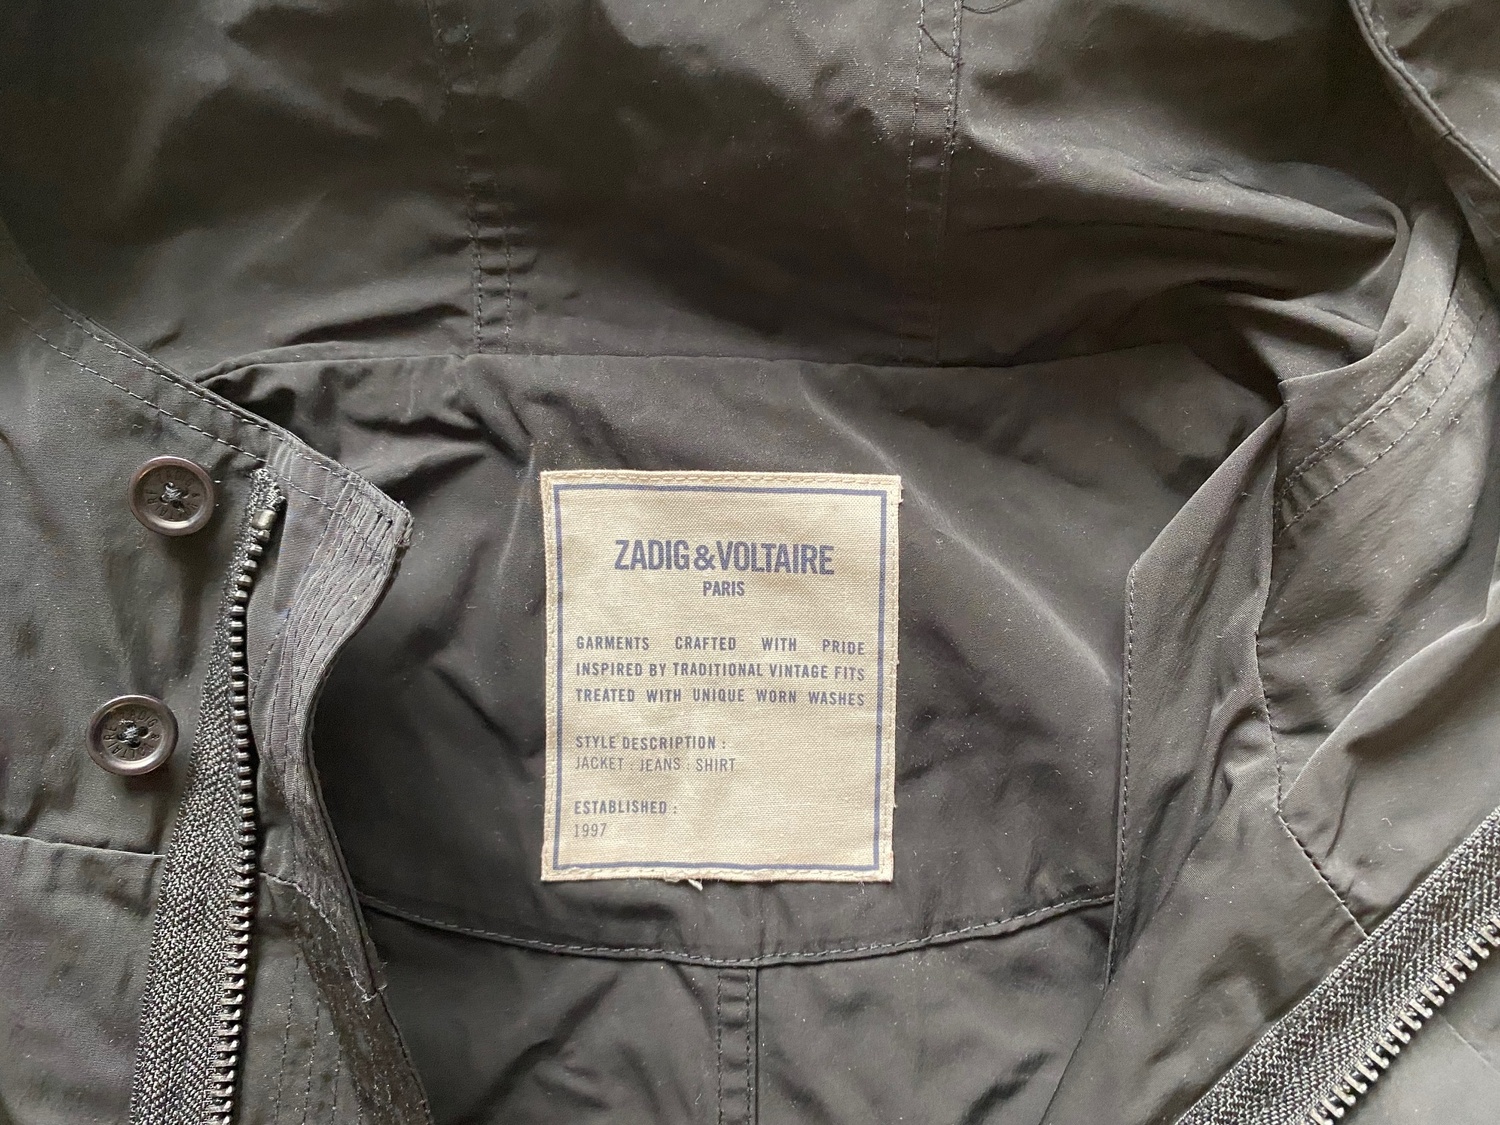 ZADIG&VOLTAIRE
PARIS
GARMENTS CRAFTED WITH PRIDE
INSPIRED BY TRADITIONAL VINTAGE FITS
TREATED WITH UNIQUE WORN WASHES
STYLE DESCRIPTION :
JACKET . JEANS . SHIRT
ESTABLISHED :
1997